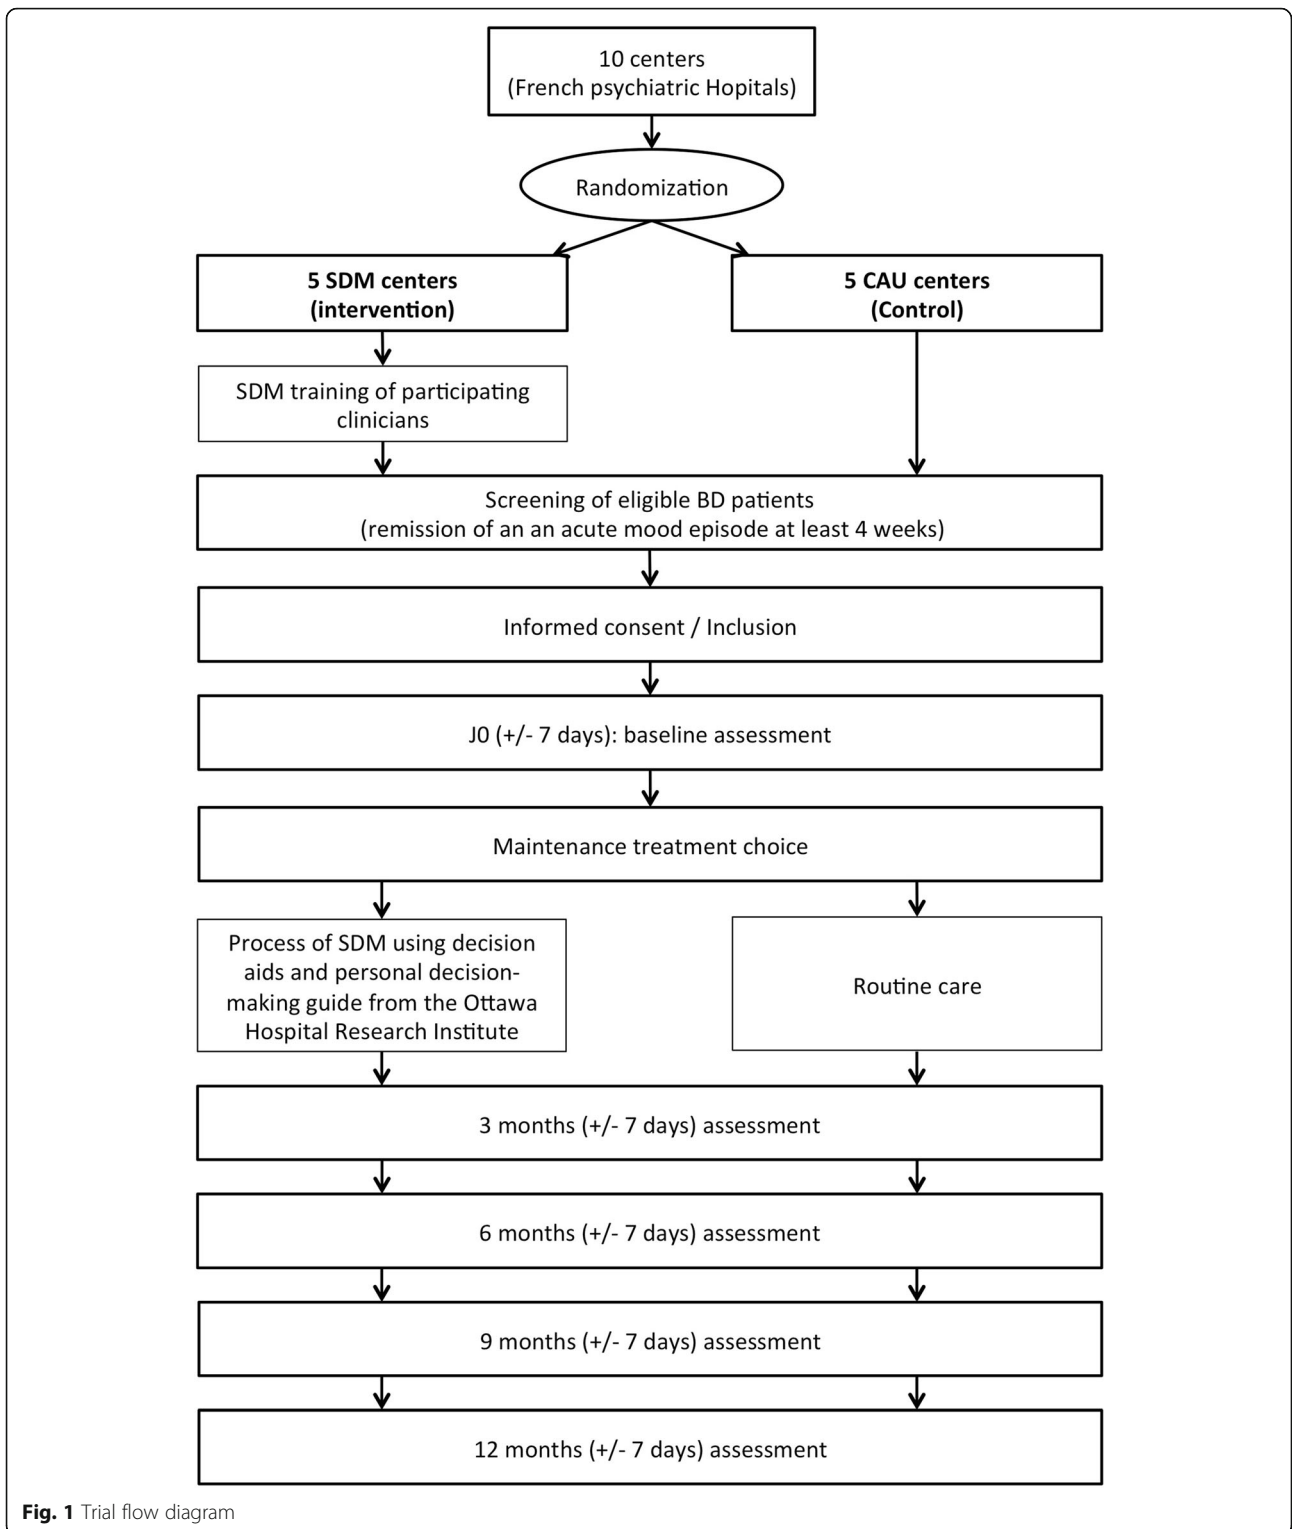 10 centers
(French psychiatric Hopitals)
Randomization
5 SDM centers
(intervention)
5 CAU centers
(Control)
SDM training of participating
clinicians
Screening of eligible BD patients
(remission of an an acute mood episode at least 4 weeks)
Informed consent / Inclusion
J0 (+/- 7 days): baseline assessment
Maintenance treatment choice
Process of SDM using decision
aids and personal decision-
making guide from the Ottawa
Hospital Research Institute
Routine care
3 months (+/- 7 days) assessment
6 months (+/- 7 days) assessment
9 months (+/- 7 days) assessment
12 months (+/- 7 days) assessment
Fig. 1 Trial flow diagram